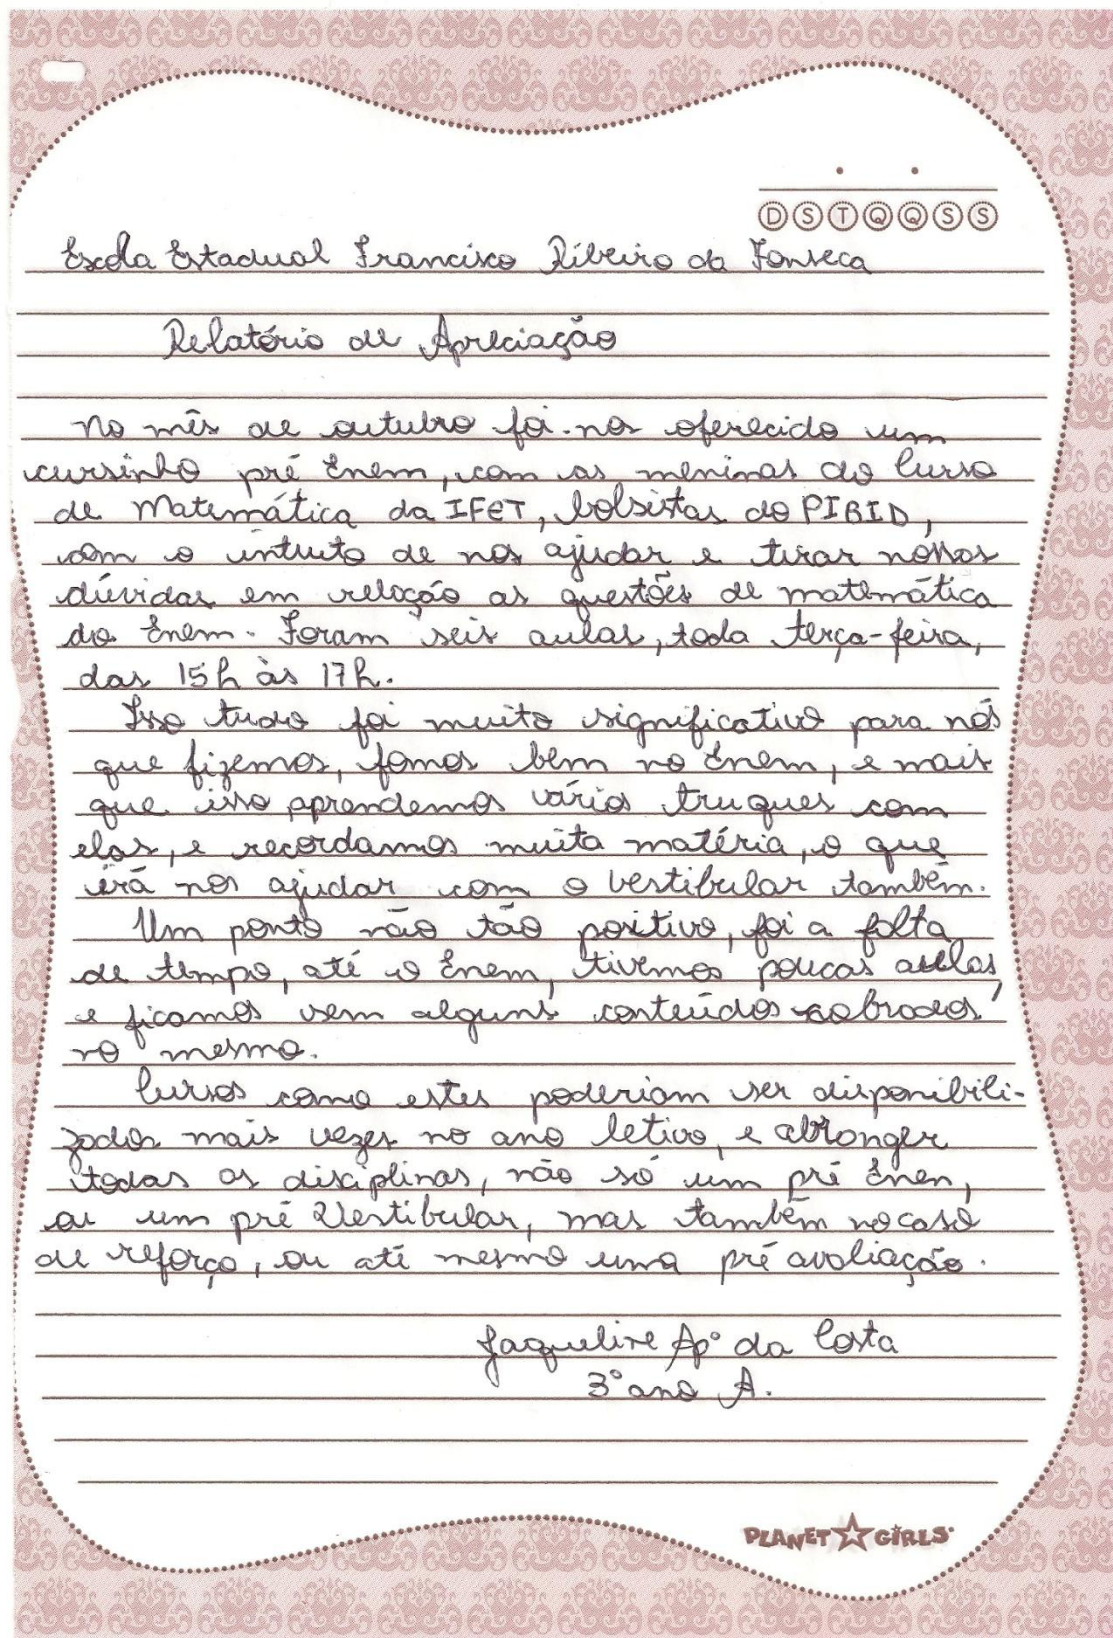 D S T Q Q S S
Escola Estadual Francisco Ribeiro da Fonseca
Relatório de Apreciação
No mês de outubro foi-nos oferecido um
cursinho pré Enem, com as meninas do Curso
de Matemática da IFET, bolsistas do PIBID,
com o intuito de nos ajudar e tirar nossas
dúvidas em relação as questões de matemática
do Enem. Foram seis aulas, toda terça-feira,
das 15h às 17h.
Isso tudo foi muito significativo para nós
que fizemos, fomos bem no Enem, e mais
que isso aprendemos vários truques com
elas, e recordamos muita matéria, o que
irá nos ajudar com o vestibular também.
Um ponto não tão positivo, foi a falta
de tempo, até o Enem, tivemos poucas aulas,
e ficamos sem alguns conteúdos cobrados
no mesmo.
Cursos como estes poderiam ser disponibili-
zados mais vezes no ano letivo, e abranger
todas as disciplinas, não só um pré Enen,
ou um pré Vestibular, mas também no caso
de reforço, ou até mesmo uma pré avaliação.
Jaqueline Apª da Costa
3º ano A.
PLANET GIRLS